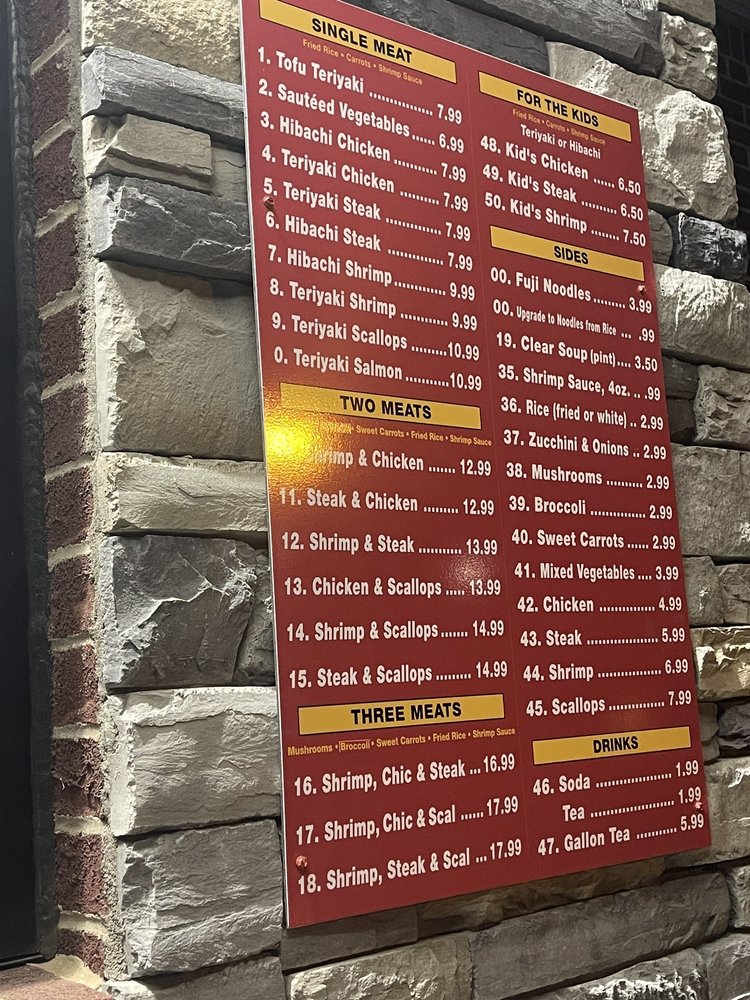 SINGLE MEAT
Fried Rice • Carrots • Shrimp Sauce
1. Tofu Teriyaki ................ 7.99
2. Sautéed Vegetables...... 6.99
3. Hibachi Chicken ........... 7.99
4. Teriyaki Chicken .......... 7.99
5. Teriyaki Steak .............. 7.99
6. Hibachi Steak .............. 7.99
7. Hibachi Shrimp............. 9.99
8. Teriyaki Shrimp ............ 9.99
9. Teriyaki Scallops .........10.99
0. Teriyaki Salmon ...........10.99
TWO MEATS
• Sweet Carrots • Fried Rice • Shrimp Sauce
& Chicken ....... 12.99
11. Steak & Chicken ......... 12.99
12. Shrimp & Steak ........... 13.99
13. Chicken & Scallops ..... 13.99
14. Shrimp & Scallops....... 14.99
15. Steak & Scallops ......... 14.99
THREE MEATS
Mushrooms • Broccoli • Sweet Carrots • Fried Rice • Shrimp Sauce
16. Shrimp, Chic & Steak ... 16.99
17. Shrimp, Chic & Scal ...... 17.99
18. Shrimp, Steak & Scal ... 17.99
FOR THE KIDS
Fried Rice • Carrots • Shrimp Sauce
Teriyaki or Hibachi
48. Kid's Chicken ...... 6.50
49. Kid's Steak .......... 6.50
50. Kid's Shrimp ....... 7.50
SIDES
00. Fuji Noodles......... 3.99
00. Upgrade to Noodles from Rice ... .99
19. Clear Soup (pint).... 3.50
35. Shrimp Sauce, 4oz. .. .99
36. Rice (fried or white) .. 2.99
37. Zucchini & Onions .. 2.99
38. Mushrooms .......... 2.99
39. Broccoli ............... 2.99
40. Sweet Carrots ...... 2.99
41. Mixed Vegetables .... 3.99
42. Chicken .............. 4.99
43. Steak .................. 5.99
44. Shrimp ................ 6.99
45. Scallops .............. 7.99
DRINKS
46. Soda .................... 1.99
Tea ...................... 1.99
47. Gallon Tea ........... 5.99